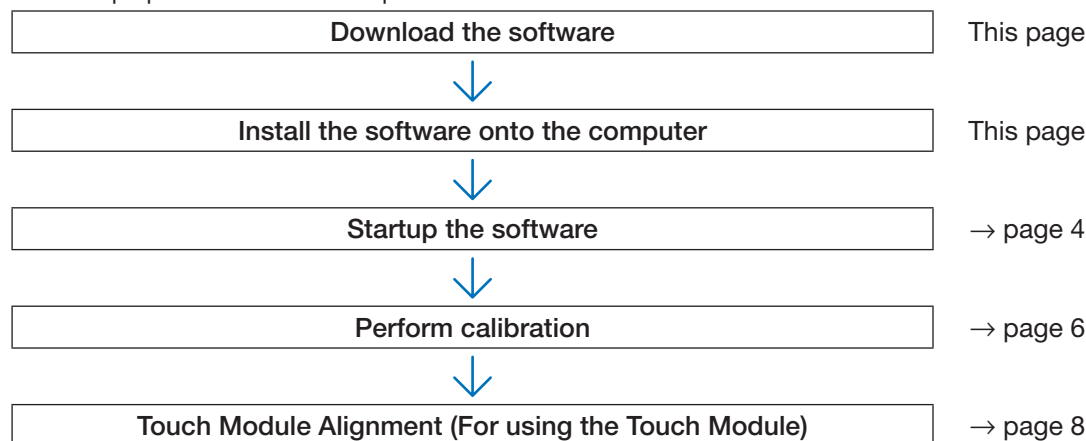 Download the software This page
Install the software onto the computer This page
Startup the software → page 4
Perform calibration → page 6
Touch Module Alignment (For using the Touch Module) → page 8